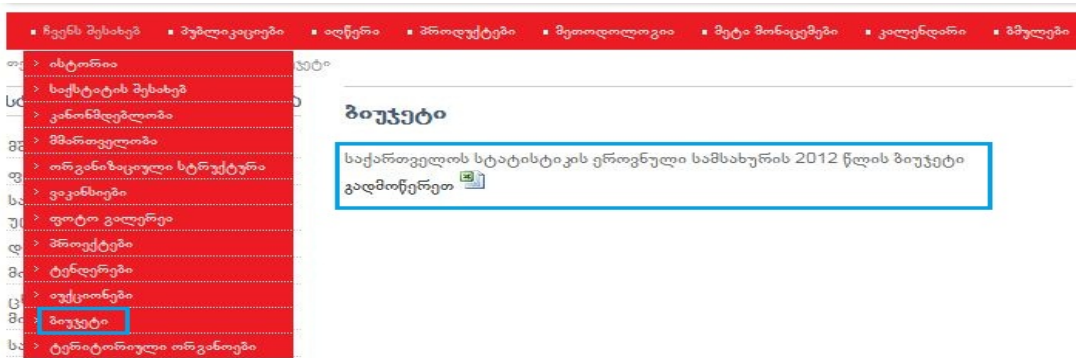 ჩვენს შესახებ პუბლიკაციები აღწერა პროდუქტები მეთოდოლოგია მეტა მონაცემები კალენდარი ბმულები
ისტორია
საქსტატის შესახებ
კანონმდებლობა
მმართველობა
ორგანიზაციული სტრუქტურა
ვაკანსიები
ფოტო გალერეა
პროექტები
ტენდერები
აუქციონები
ბიუჯეტი
ტერიტორიული ორგანოები
ბიუჯეტი
საქართველოს სტატისტიკის ეროვნული სამსახურის 2012 წლის ბიუჯეტი
გადმოწერეთ